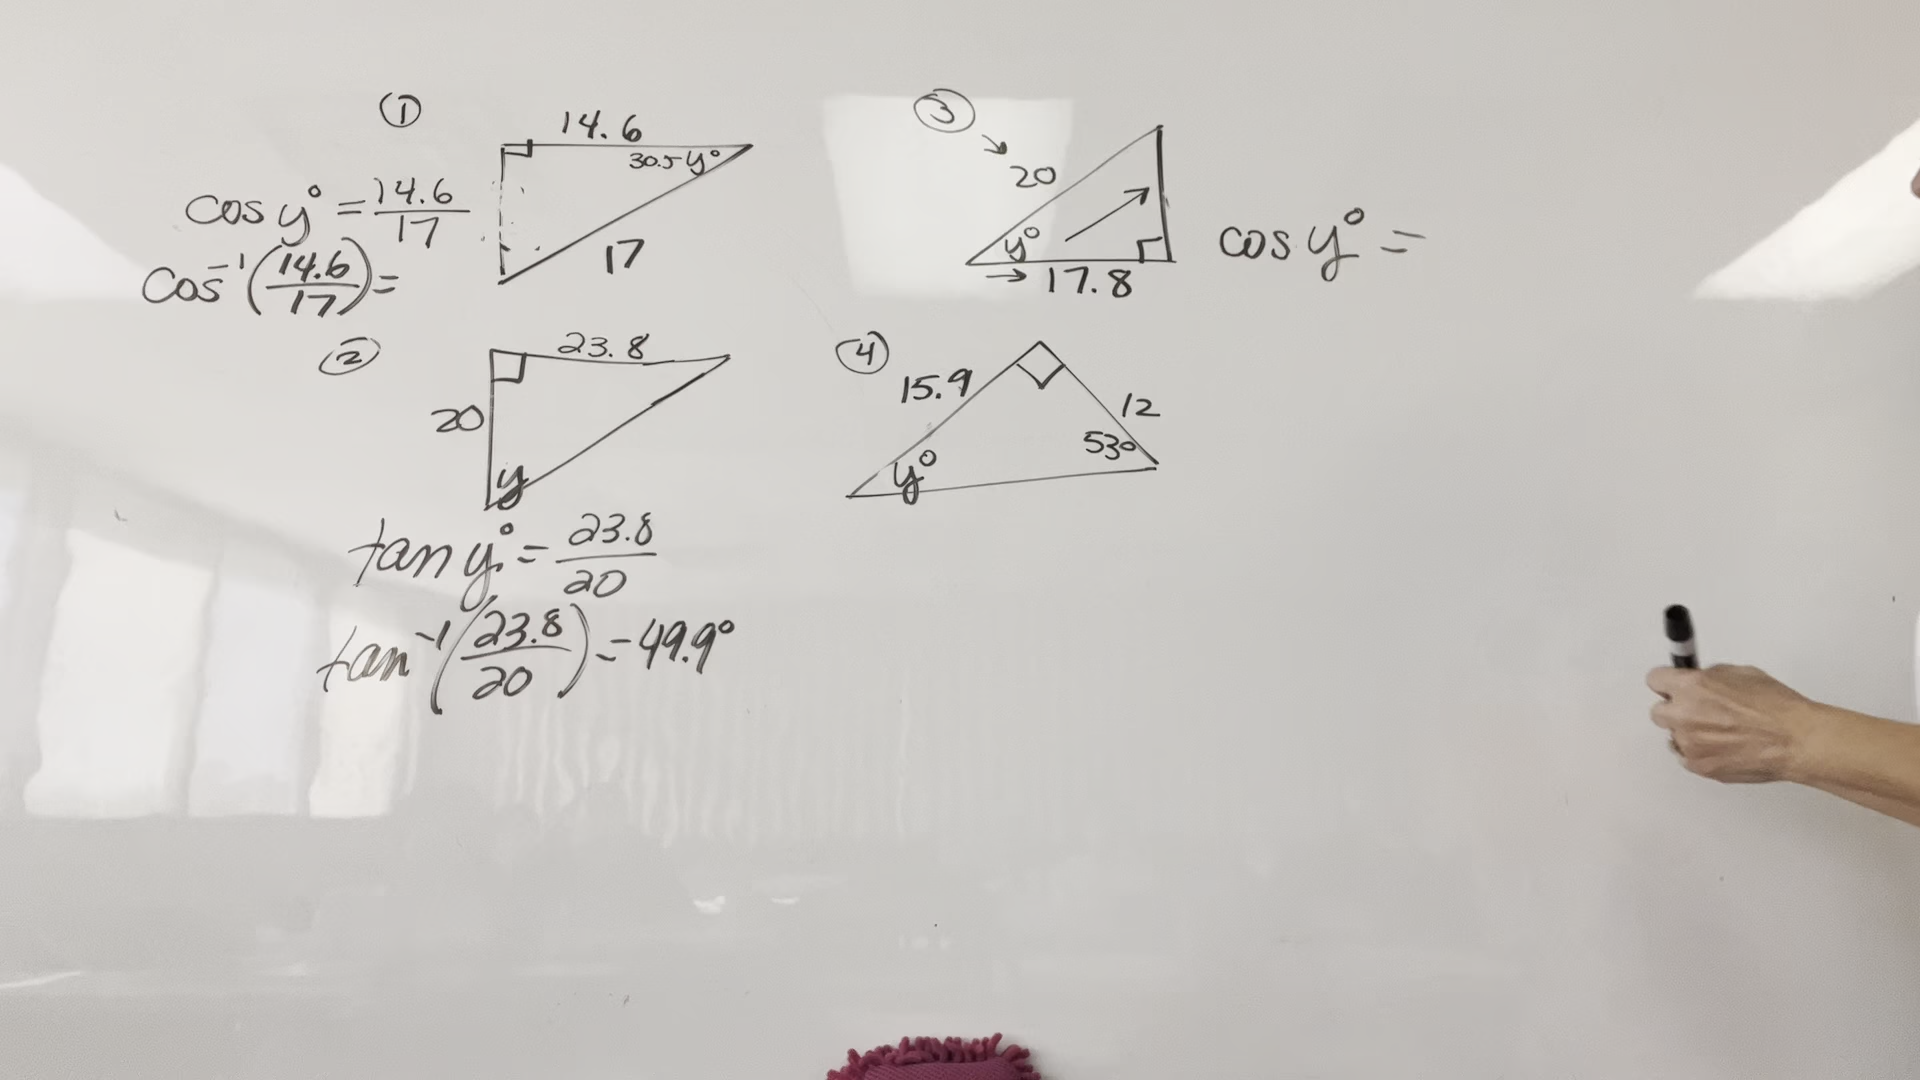 ①
14.6
30.5 y°
cos y° = 14.6/17
17
cos⁻¹(14.6/17) =
②
23.8
20
y
tan y° = 23.8/20
tan⁻¹(23.8/20) = 49.9°
③
20
y°
17.8
cos y° =
④
15.9
12
53°
y°